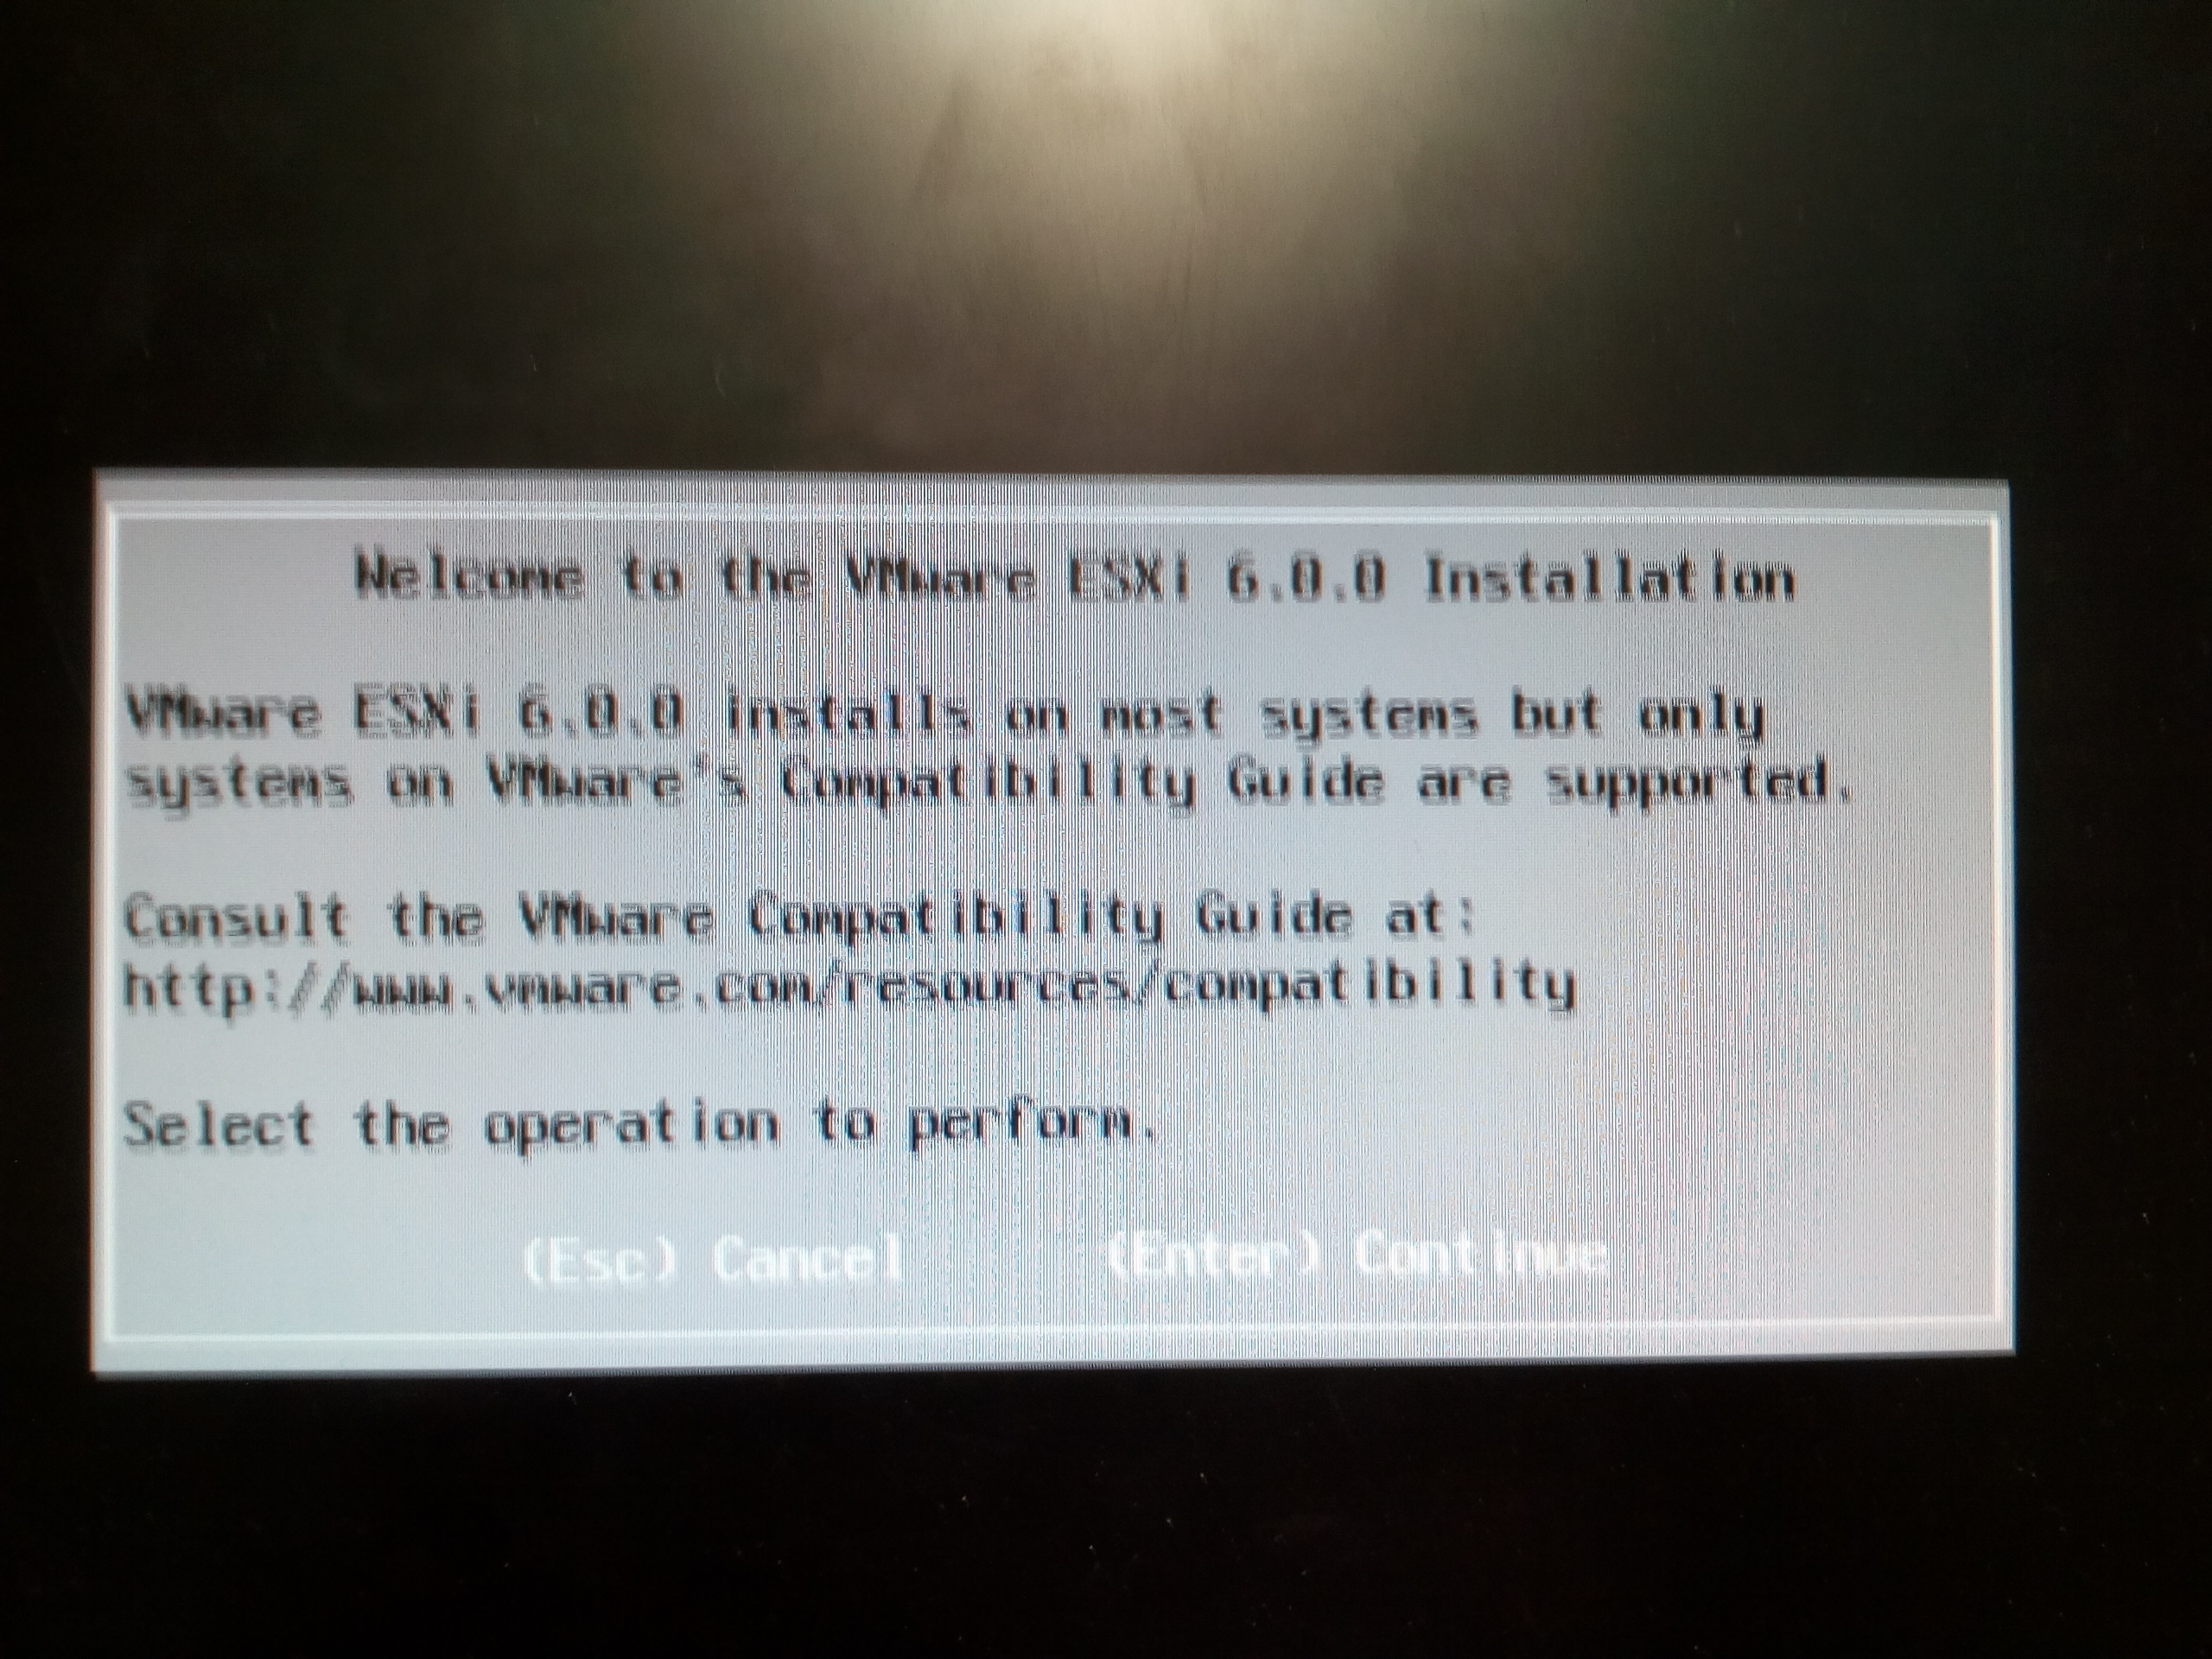 Welcome to the VMware ESXi 6.0.0 Installation
VMware ESXi 6.0.0 installs on most systems but only
systems on VMware's Compatibility Guide are supported.
Consult the VMware Compatibility Guide at:
http://www.vmware.com/resources/compatibility
Select the operation to perform.
(Esc) Cancel (Enter) Continue